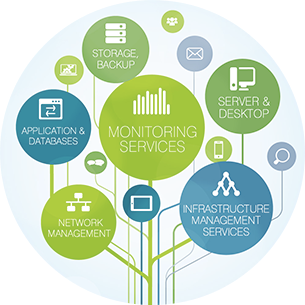 STORAGE,
BACKUP
SERVER &
DESKTOP
APPLICATION &
DATABASES
MONITORING
SERVICES
NETWORK
MANAGEMENT
INFRASTRUCTURE
MANAGEMENT
SERVICES